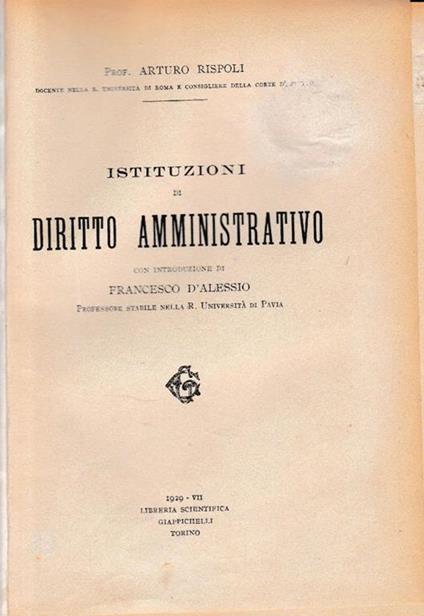 Prof. ARTURO RISPOLI
DOCENTE NELLA R. UNIVERSITÀ DI ROMA E CONSIGLIERE DELLA CORTE
ISTITUZIONI
DI
DIRITTO AMMINISTRATIVO
CON INTRODUZIONE DI
FRANCESCO D'ALESSIO
Professore stabile nella R. Università di Pavia
1929 - VII
LIBRERIA SCIENTIFICA
GIAPPICHELLI
TORINO